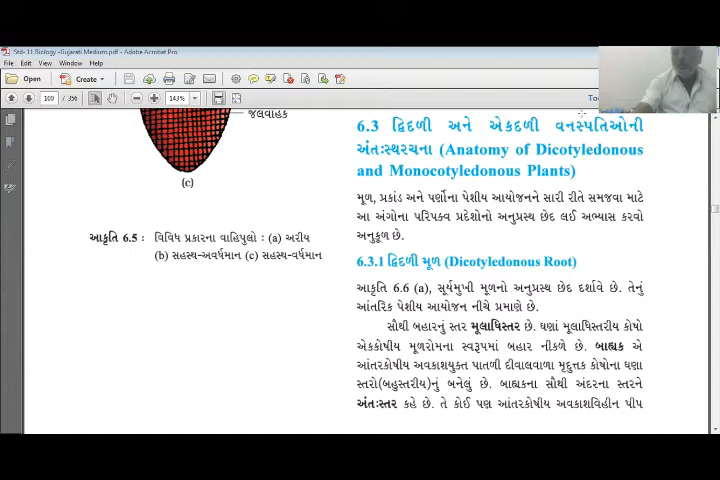 Std- 11 Biology -Gujarati Medium.pdf - Adobe Acrobat Pro
File Edit View Window Help
Open Create
100 / 356 143%
જલવાહક
(c)
આકૃતિ 6.5 : વિવિધ પ્રકારના વાહિપુલો : (a) અરીય
(b) સહસ્થ-અવર્ધમાન (c) સહસ્થ-વર્ધમાન
6.3 દ્વિદળી અને એકદળી વનસ્પતિઓની
અંતઃસ્થરચના (Anatomy of Dicotyledonous
and Monocotyledonous Plants)
મૂળ, પ્રકાંડ અને પર્ણોના પેશીય આયોજનને સારી રીતે સમજવા માટે
આ અંગોના પરિપક્વ પ્રદેશોનો અનુપ્રસ્થ છેદ લઈ અભ્યાસ કરવો
અનુકૂળ છે.
6.3.1 દ્વિદળી મૂળ (Dicotyledonous Root)
આકૃતિ 6.6 (a), સૂર્યમુખી મૂળનો અનુપ્રસ્થ છેદ દર્શાવે છે. તેનું
આંતરિક પેશીય આયોજન નીચે પ્રમાણે છે.
સૌથી બહારનું સ્તર મૂલાધિસ્તર છે. ઘણાં મૂલાધિસ્તરીય કોષો
એકકોષીય મૂળરોમના સ્વરૂપમાં બહાર નીકળે છે. બાહ્યક એ
આંતરકોષીય અવકાશયુક્ત પાતળી દીવાલવાળા મૃદુત્તક કોષોના ઘણા
સ્તરો(બહુસ્તરીય)નું બનેલું છે. બાહ્યકના સૌથી અંદરના સ્તરને
અંતઃસ્તર કહે છે. તે કોઈ પણ આંતરકોષીય અવકાશવિહીન પીપ